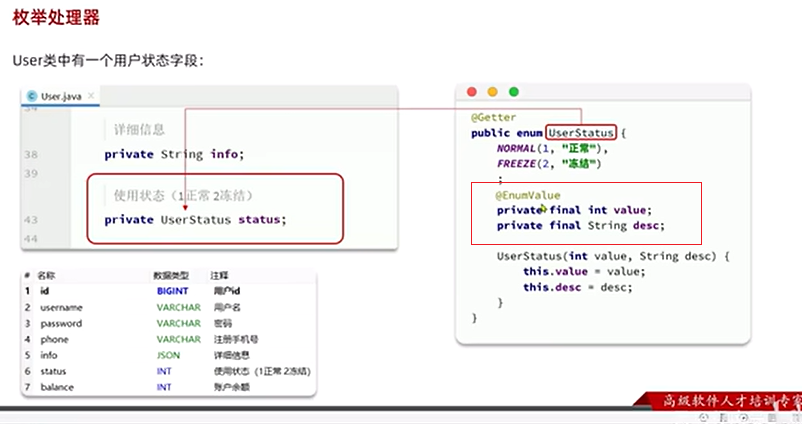 枚举处理器
User类中有一个用户状态字段：
User.java ×
详细信息
38 private String info;
39
使用状态（1正常 2冻结）
43 private UserStatus status;
44
@Getter
public enum UserStatus {
NORMAL(1, "正常"),
FREEZE(2, "冻结")
;
@EnumValue
private final int value;
private final String desc;
UserStatus(int value, String desc) {
this.value = value;
this.desc = desc;
}
}
# 名称 数据类型 注释
1 id BIGINT 用户id
2 username VARCHAR 用户名
3 password VARCHAR 密码
4 phone VARCHAR 注册手机号
5 info JSON 详细信息
6 status INT 使用状态（1正常 2冻结）
7 balance INT 账户余额
高级软件人才培训专家